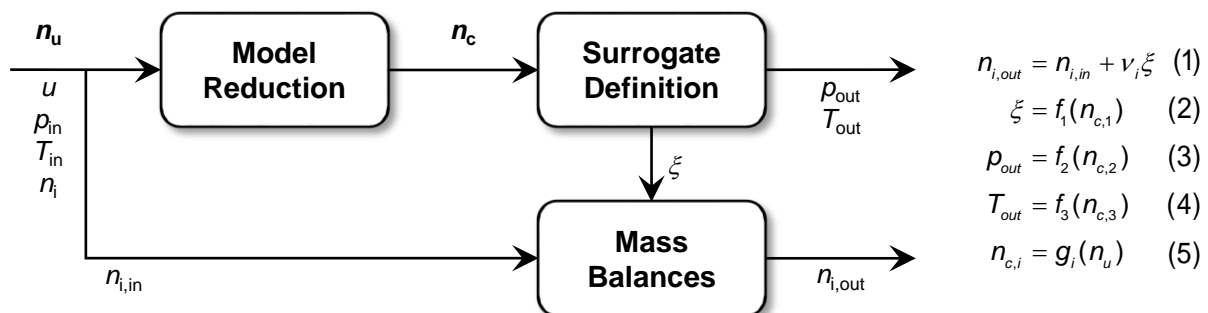 n_u
u
p_in
T_in
n_i
Model
Reduction
n_c
Surrogate
Definition
p_out
T_out
ξ
n_i,in
Mass
Balances
n_i,out
n_i,out = n_i,in + ν_i ξ (1)
ξ = f_1(n_c,1) (2)
p_out = f_2(n_c,2) (3)
T_out = f_3(n_c,3) (4)
n_c,i = g_i(n_u) (5)